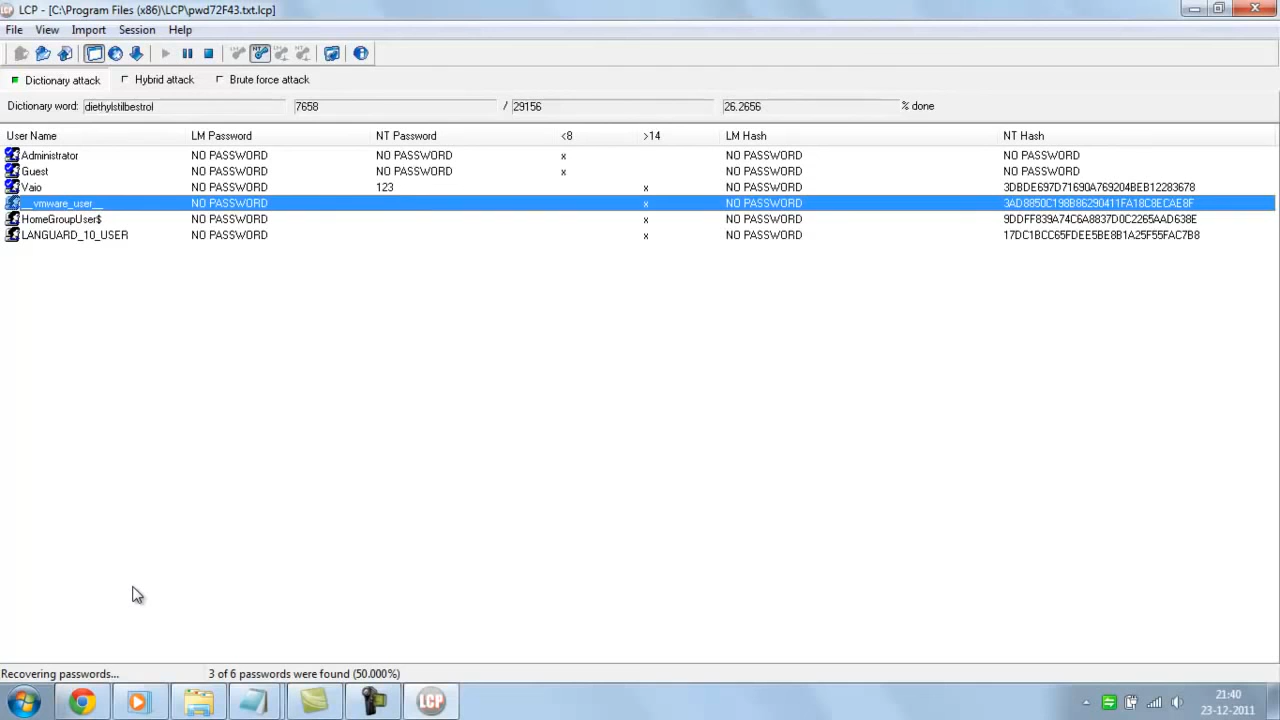 LCP - [C:\Program Files (x86)\LCP\pwd72F43.txt.lcp]
File View Import Session Help
Dictionary attack Hybrid attack Brute force attack
Dictionary word: diethylstilbestrol 7658 / 29156 26.2656 % done
User Name LM Password NT Password <8 >14 LM Hash NT Hash
Administrator NO PASSWORD NO PASSWORD x NO PASSWORD NO PASSWORD
Guest NO PASSWORD NO PASSWORD x NO PASSWORD NO PASSWORD
Vaio NO PASSWORD 123 x NO PASSWORD 3DBDE697D71690A769204BEB12283678
__vmware_user__ NO PASSWORD x NO PASSWORD 3AD8850C198B86290411FA18C8ECAE8F
HomeGroupUser$ NO PASSWORD x NO PASSWORD 9DDFF839A74C6A8837D0C2265AAD638E
LANGUARD_10_USER NO PASSWORD x NO PASSWORD 17DC1BCC65FDEE5BE8B1A25F55FAC7B8
Recovering passwords... 3 of 6 passwords were found (50.000%)
LCP
21:40
23-12-2011